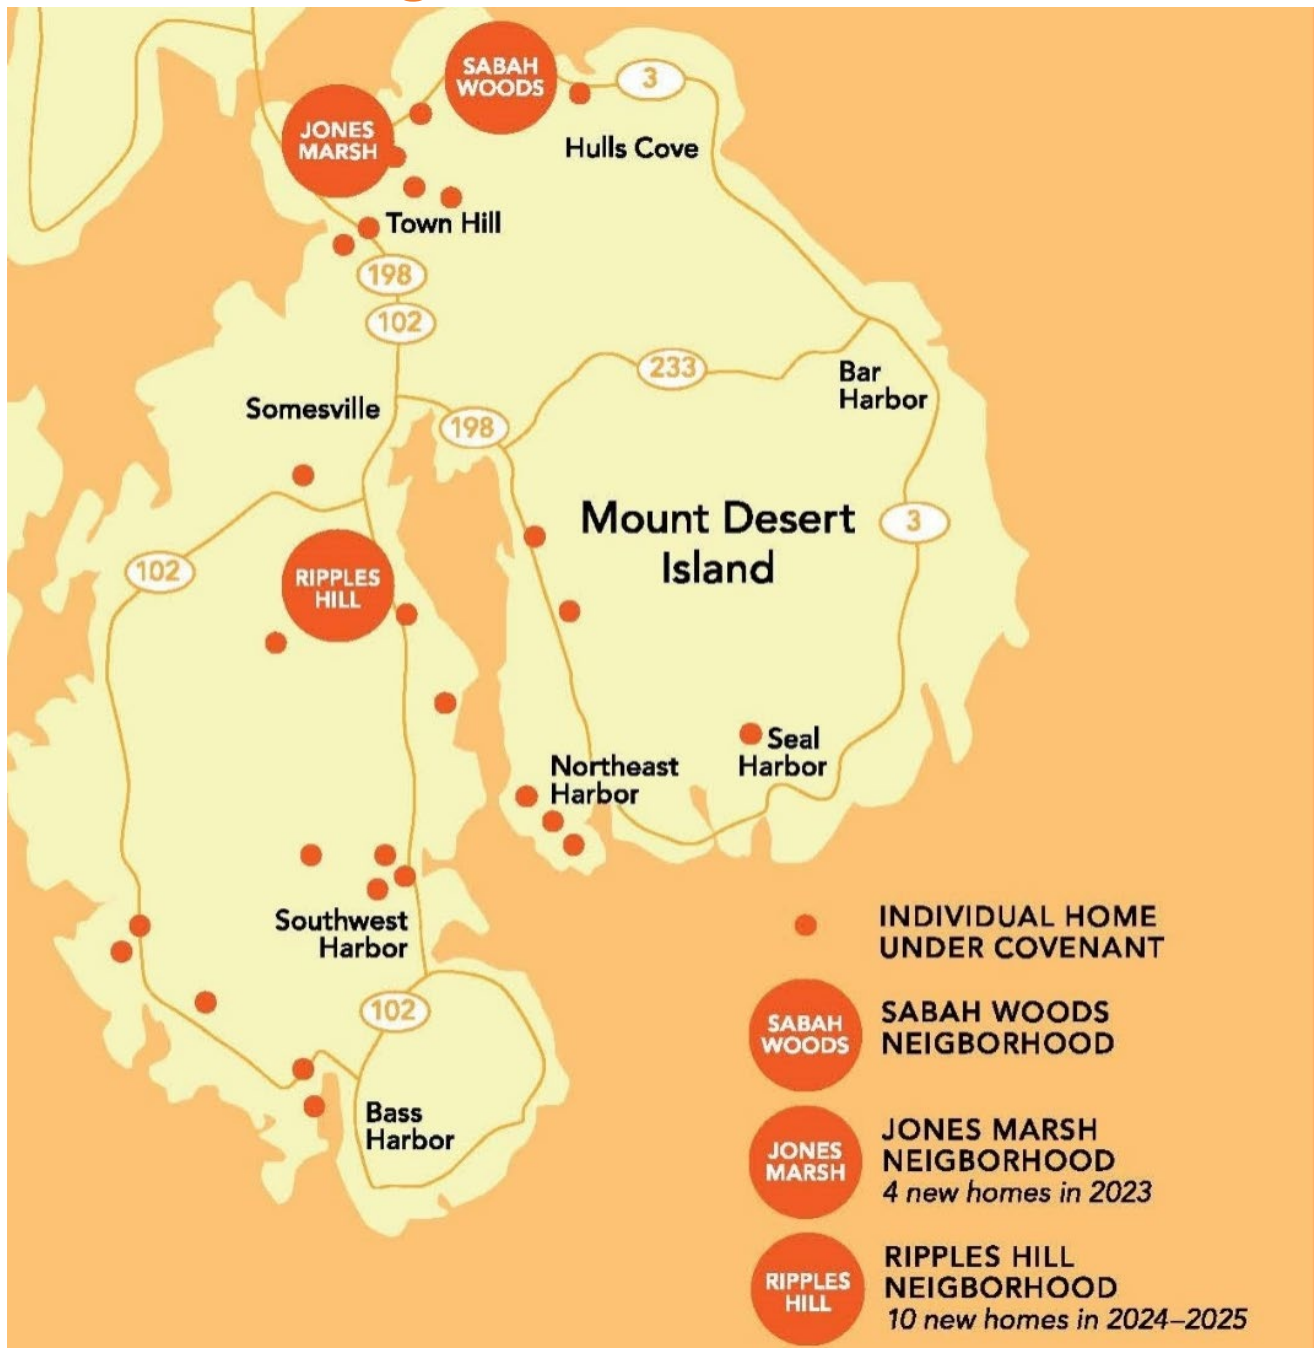 SABAH
WOODS
3
JONES
MARSH
Hulls Cove
Town Hill
198
102
233
Bar
Harbor
Somesville
198
Mount Desert
Island
3
102
RIPPLES
HILL
Seal
Harbor
Northeast
Harbor
Southwest
Harbor
102
Bass
Harbor
INDIVIDUAL HOME
UNDER COVENANT
SABAH
WOODS
SABAH WOODS
NEIGBORHOOD
JONES
MARSH
JONES MARSH
NEIGBORHOOD
4 new homes in 2023
RIPPLES
HILL
RIPPLES HILL
NEIGBORHOOD
10 new homes in 2024–2025